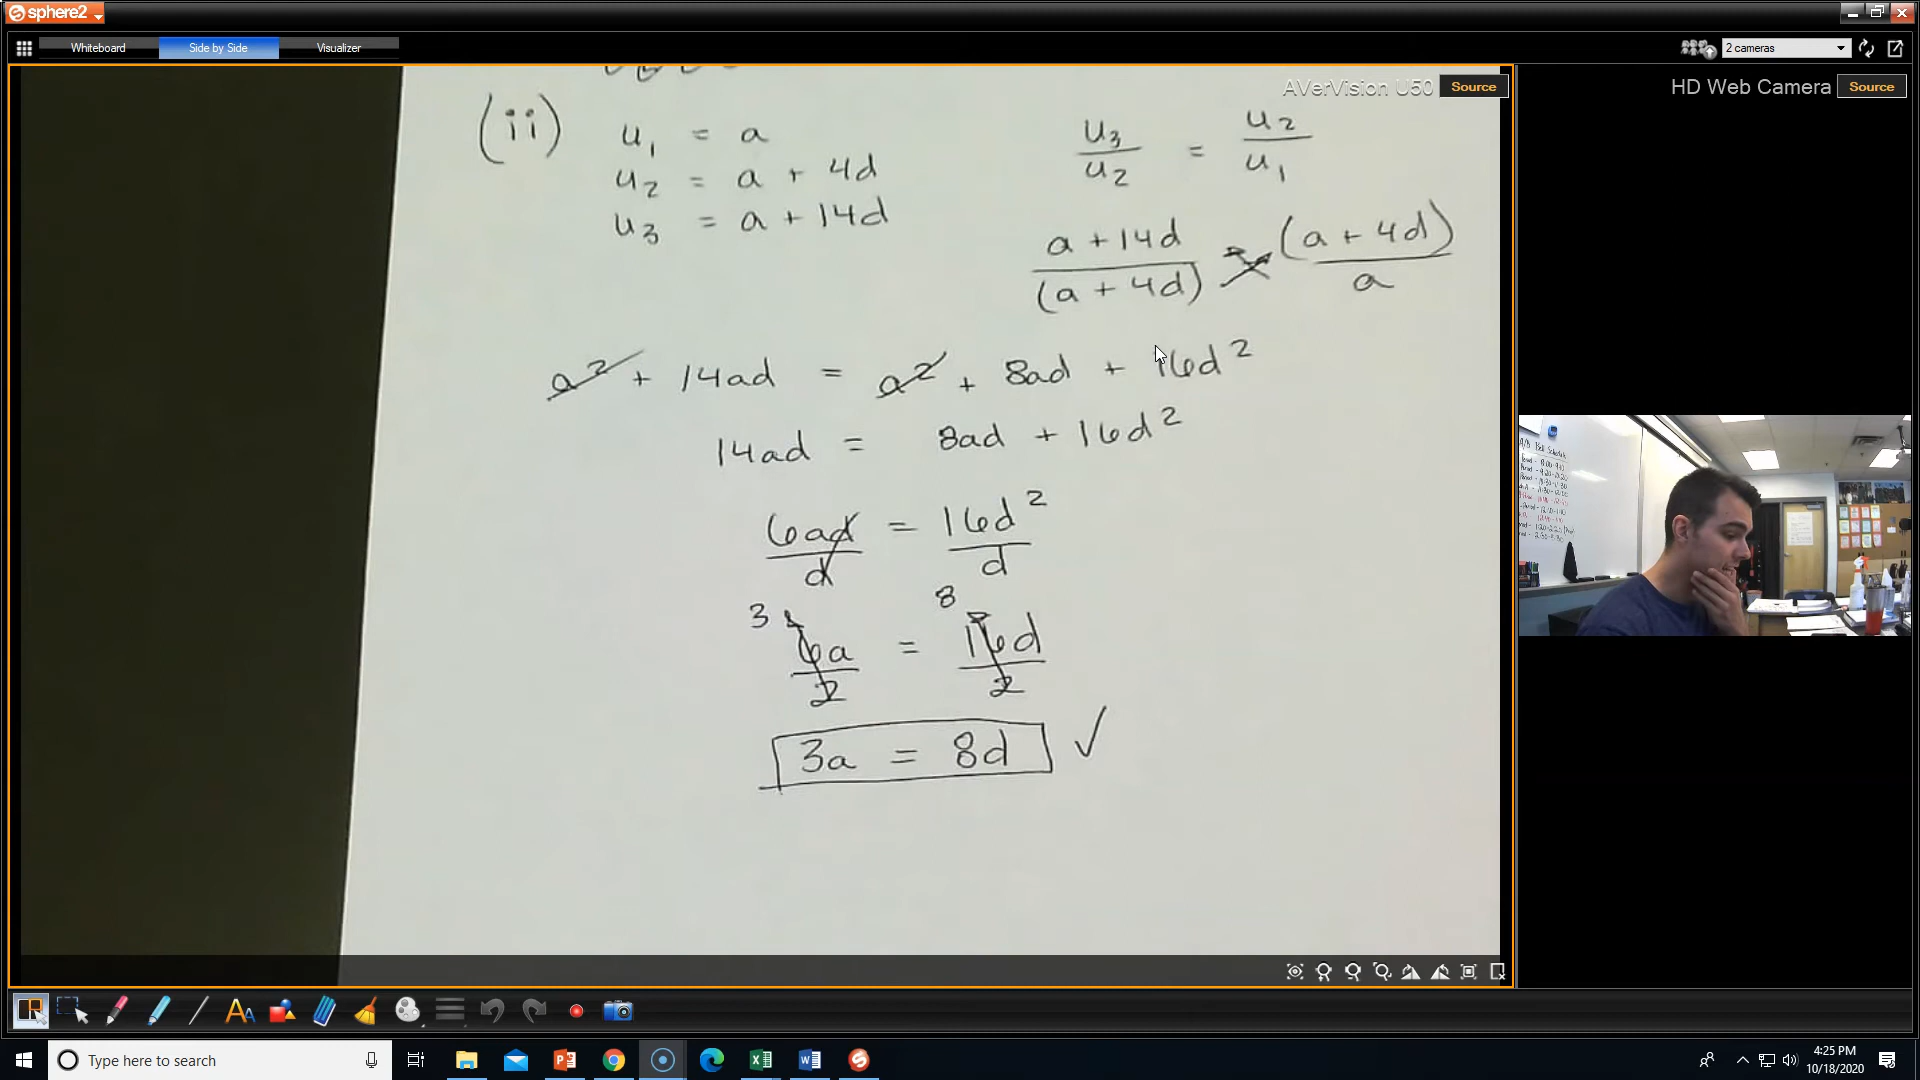 sphere2
Whiteboard
Side by Side
Visualizer
2 cameras
AVerVision U50
Source
HD Web Camera
Source
(ii)
u₁ = a
u₂ = a + 4d
u₃ = a + 14d
u₃/u₂ = u₂/u₁
a + 14d/(a + 4d) (a + 4d)/a
a² + 14ad = a² + 8ad + 16d²
14ad = 8ad + 16d²
6ad/d = 16d²/d
3 8
6a/2 = 16d/2
3a = 8d ✓
Type here to search
4:25 PM
10/18/2020